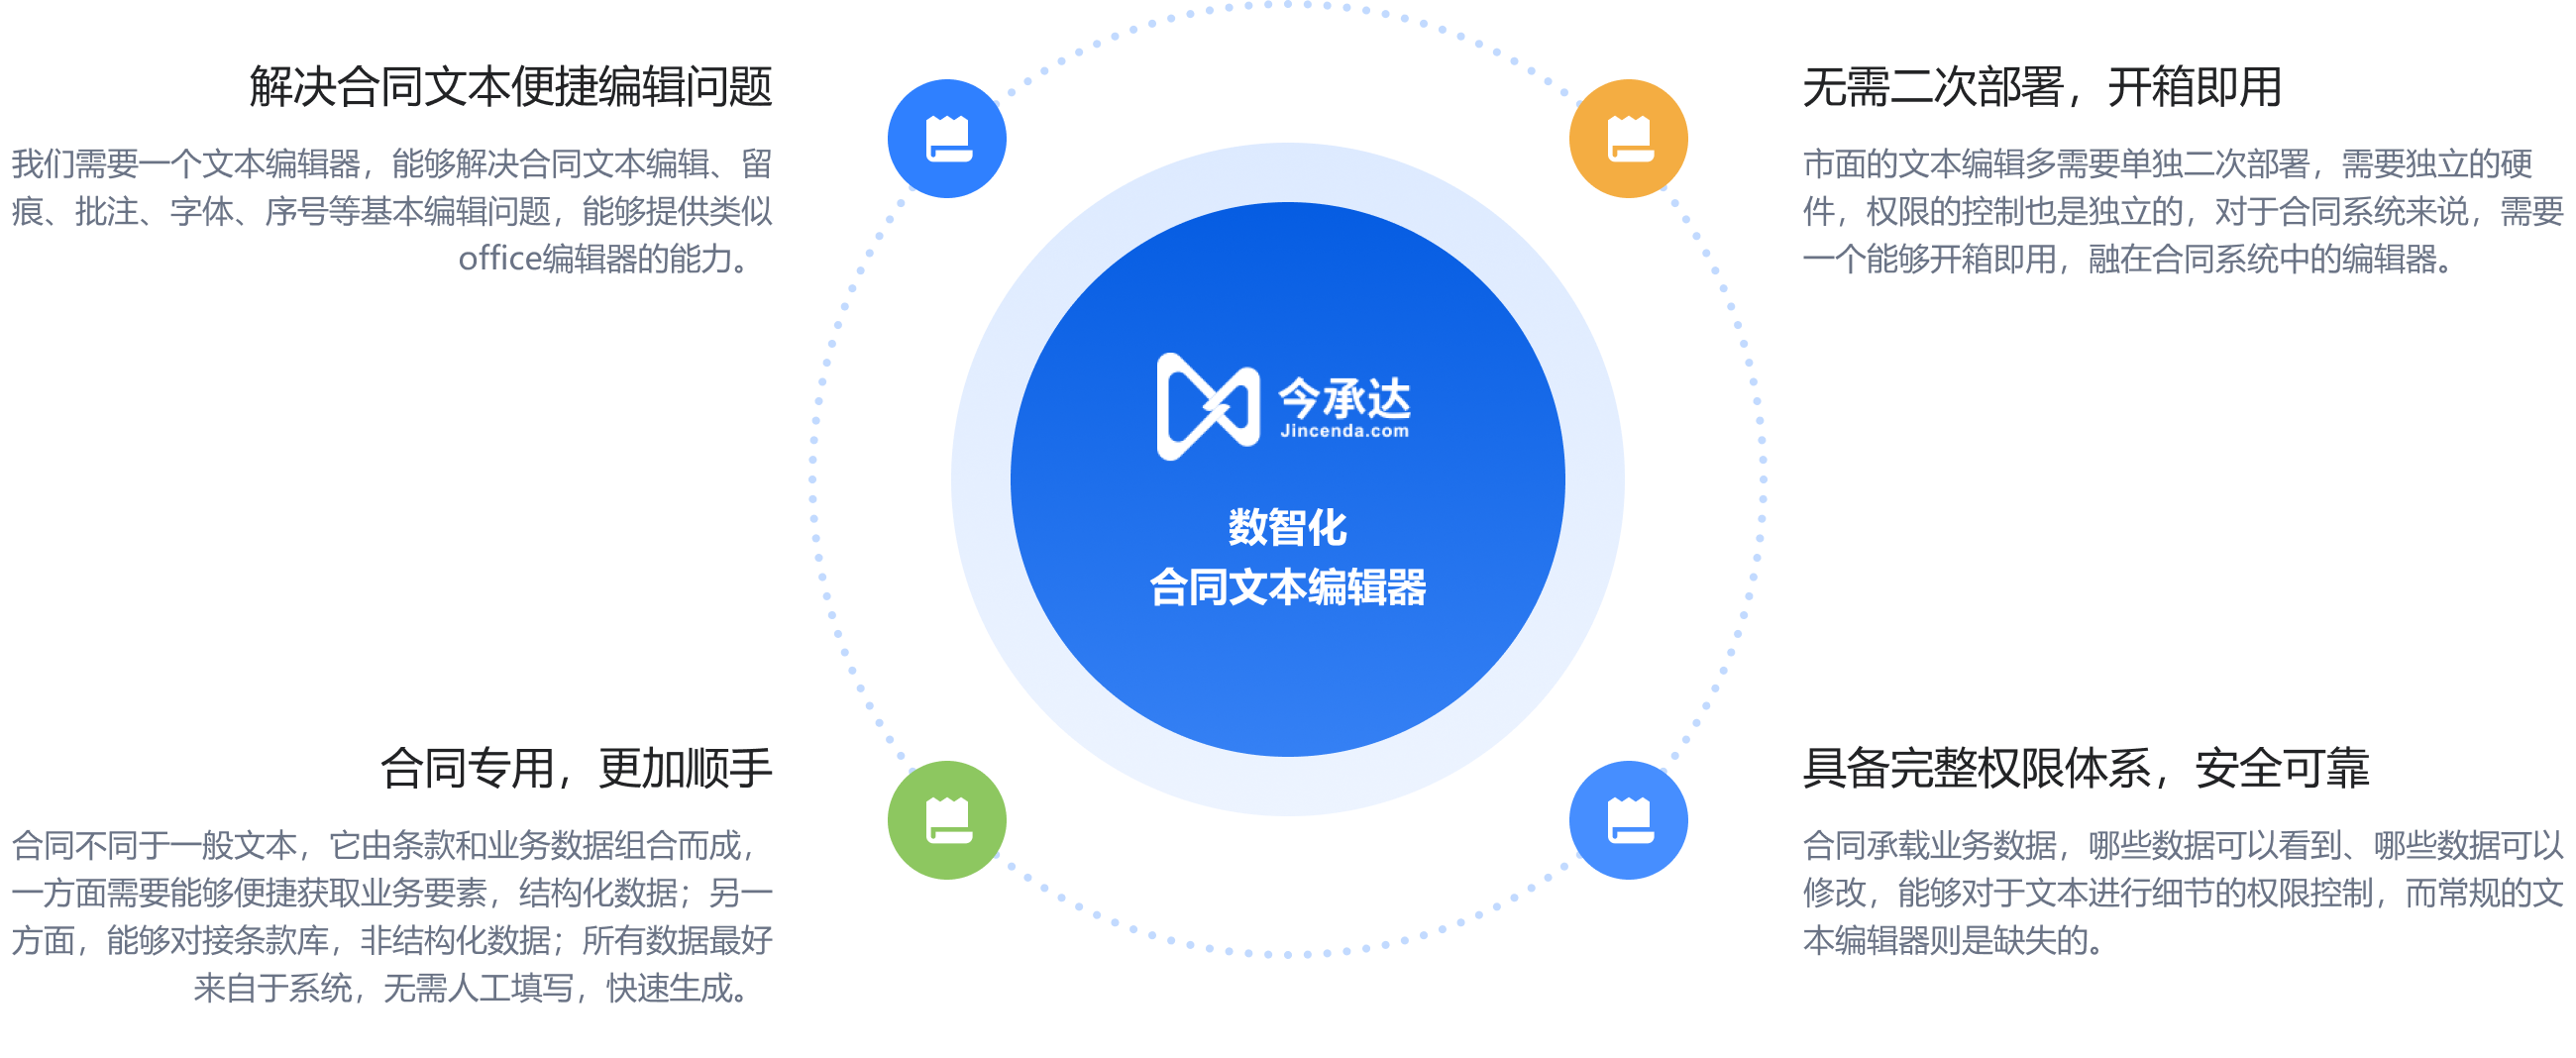 解决合同文本便捷编辑问题
我们需要一个文本编辑器，能够解决合同文本编辑、留
痕、批注、字体、序号等基本编辑问题，能够提供类似
office编辑器的能力。
无需二次部署，开箱即用
市面的文本编辑多需要单独二次部署，需要独立的硬
件，权限的控制也是独立的，对于合同系统来说，需要
一个能够开箱即用，融在合同系统中的编辑器。
今承达
Jincenda.com
数智化
合同文本编辑器
合同专用，更加顺手
合同不同于一般文本，它由条款和业务数据组合而成，
一方面需要能够便捷获取业务要素，结构化数据；另一
方面，能够对接条款库，非结构化数据；所有数据最好
来自于系统，无需人工填写，快速生成。
具备完整权限体系，安全可靠
合同承载业务数据，哪些数据可以看到、哪些数据可以
修改，能够对于文本进行细节的权限控制，而常规的文
本编辑器则是缺失的。